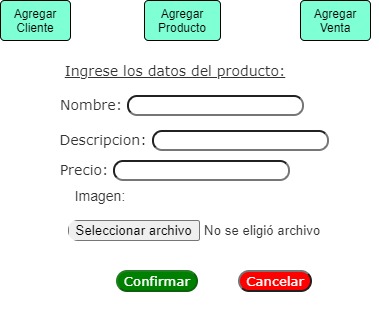 Agregar Cliente
Agregar Producto
Agregar Venta
Ingrese los datos del producto:
Nombre:
Descripcion:
Precio:
Imagen:
Seleccionar archivo No se eligió archivo
Confirmar Cancelar